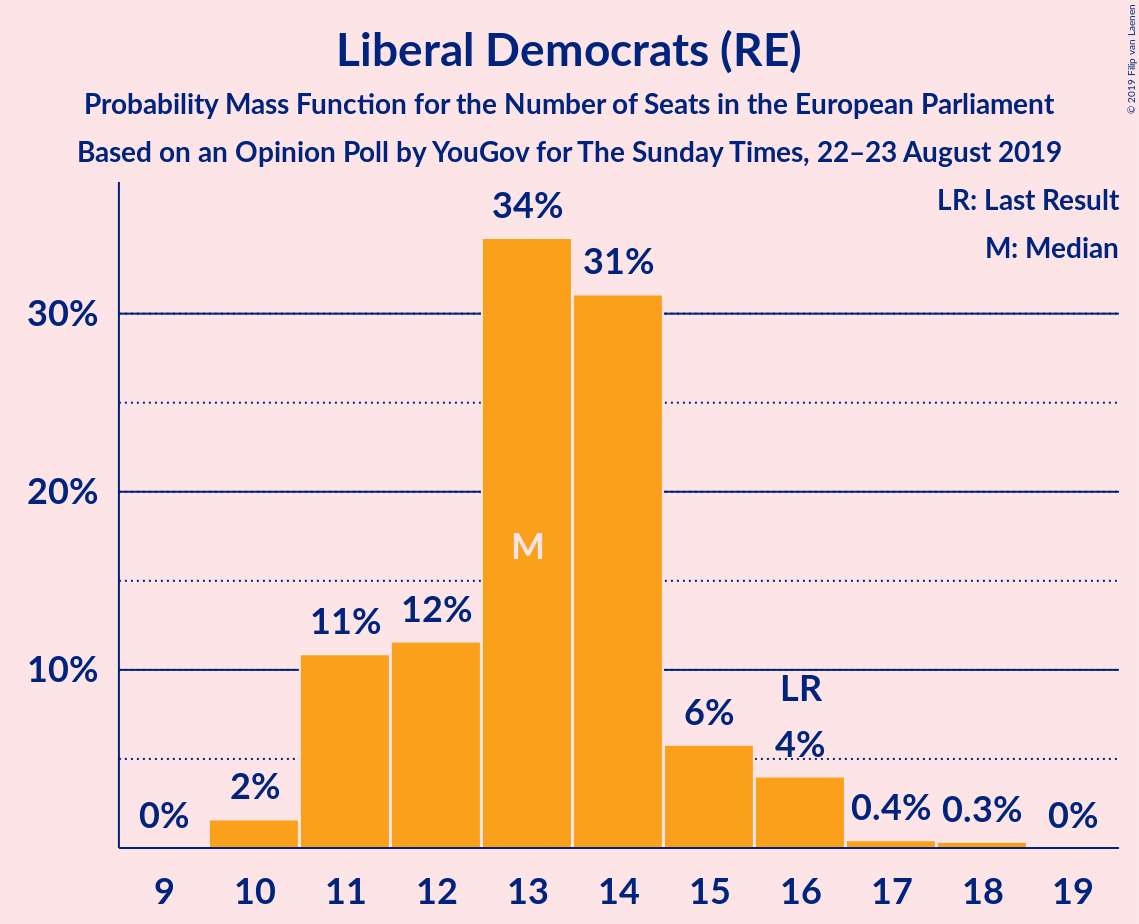 Liberal Democrats (RE)
Probability Mass Function for the Number of Seats in the European Parliament
Based on an Opinion Poll by YouGov for The Sunday Times, 22–23 August 2019
© 2019 Filip van Laenen
LR: Last Result
M: Median
34%
31%
30%
20%
M
12%
11%
10%
LR
6%
4%
2%
0%
0.4%
0.3%
0%
9 10 11 12 13 14 15 16 17 18 19